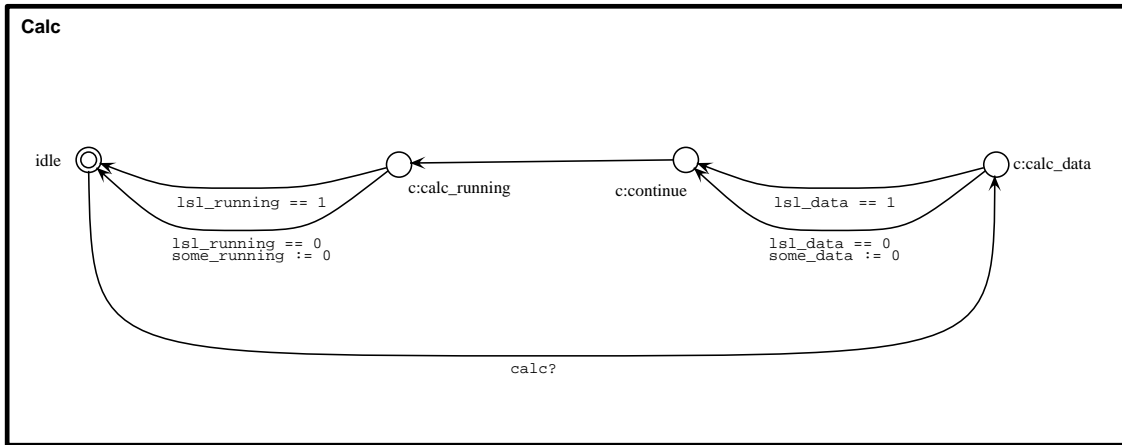 Calc
idle
c:calc_running
c:continue
c:calc_data
lsl_running == 1
lsl_data == 1
lsl_running == 0
some_running := 0
lsl_data == 0
some_data := 0
calc?